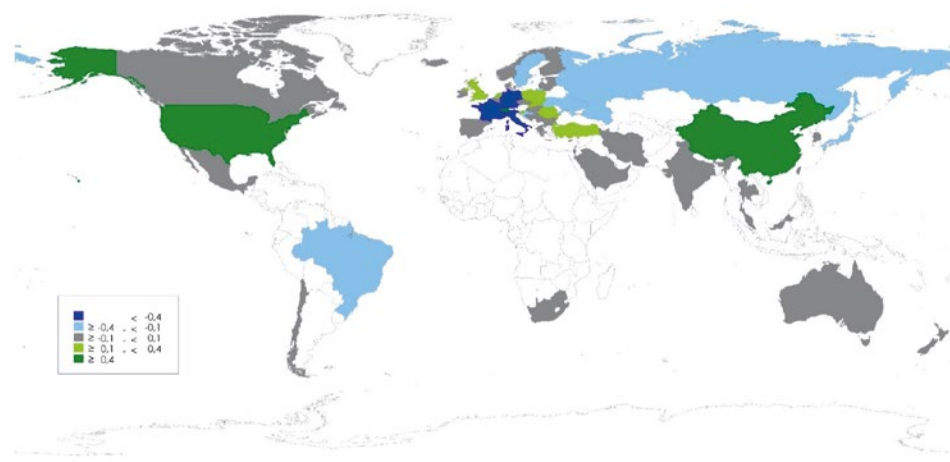 < -0,4
≥ -0,4 - < -0,1
≥ -0,1 - < 0,1
≥ 0,1 - < 0,4
≥ 0,4